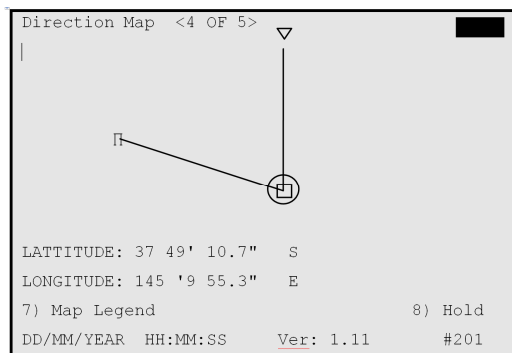 Direction Map <4 OF 5>
LATTITUDE: 37 49' 10.7" S
LONGITUDE: 145 '9 55.3" E
7) Map Legend 8) Hold
DD/MM/YEAR HH:MM:SS Ver: 1.11 #201